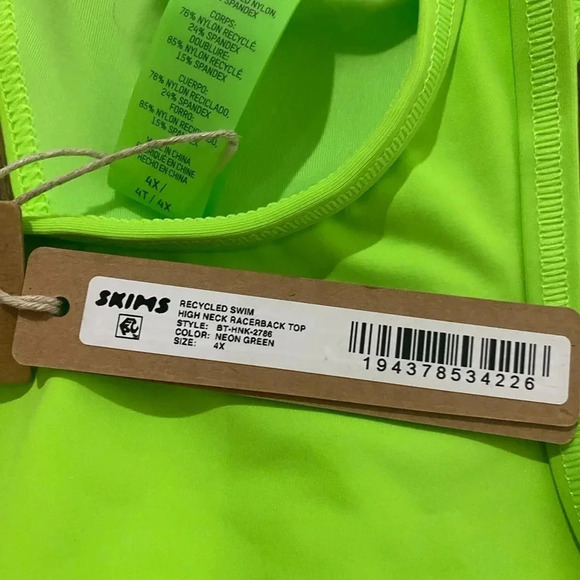 NYLON,
% SPANDEX
CORPS:
76% NYLON RECYCLÉ,
24% SPANDEX
DOUBLURE:
85% NYLON RECYCLÉ,
15% SPANDEX
CUERPO:
76% NYLON RECICLADO,
24% SPANDEX
FORRO:
85% NYLON RECICLADO,
15% SPANDEX
IN CHINA
EN CHINE
HECHO EN CHINA
4X /
4T / 4X
SKIMS
RECYCLED SWIM
HIGH NECK RACERBACK TOP
STYLE: BT-HNK-2786
COLOR: NEON GREEN
SIZE: 4X
194378534226